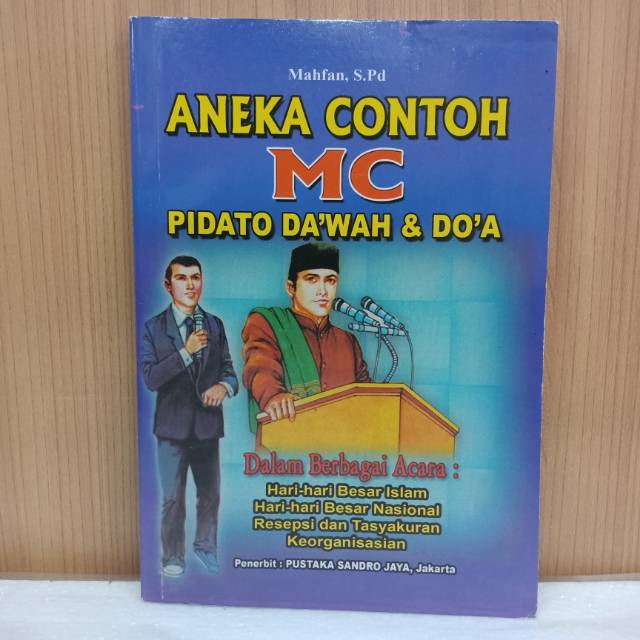 Mahfan, S.Pd
ANEKA CONTOH
MC
PIDATO DA'WAH & DO'A
Dalam Berbagai Acara :
Hari-hari Besar Islam
Hari-hari Besar Nasional
Resepsi dan Tasyakuran
Keorganisasian
Penerbit : PUSTAKA SANDRO JAYA, Jakarta